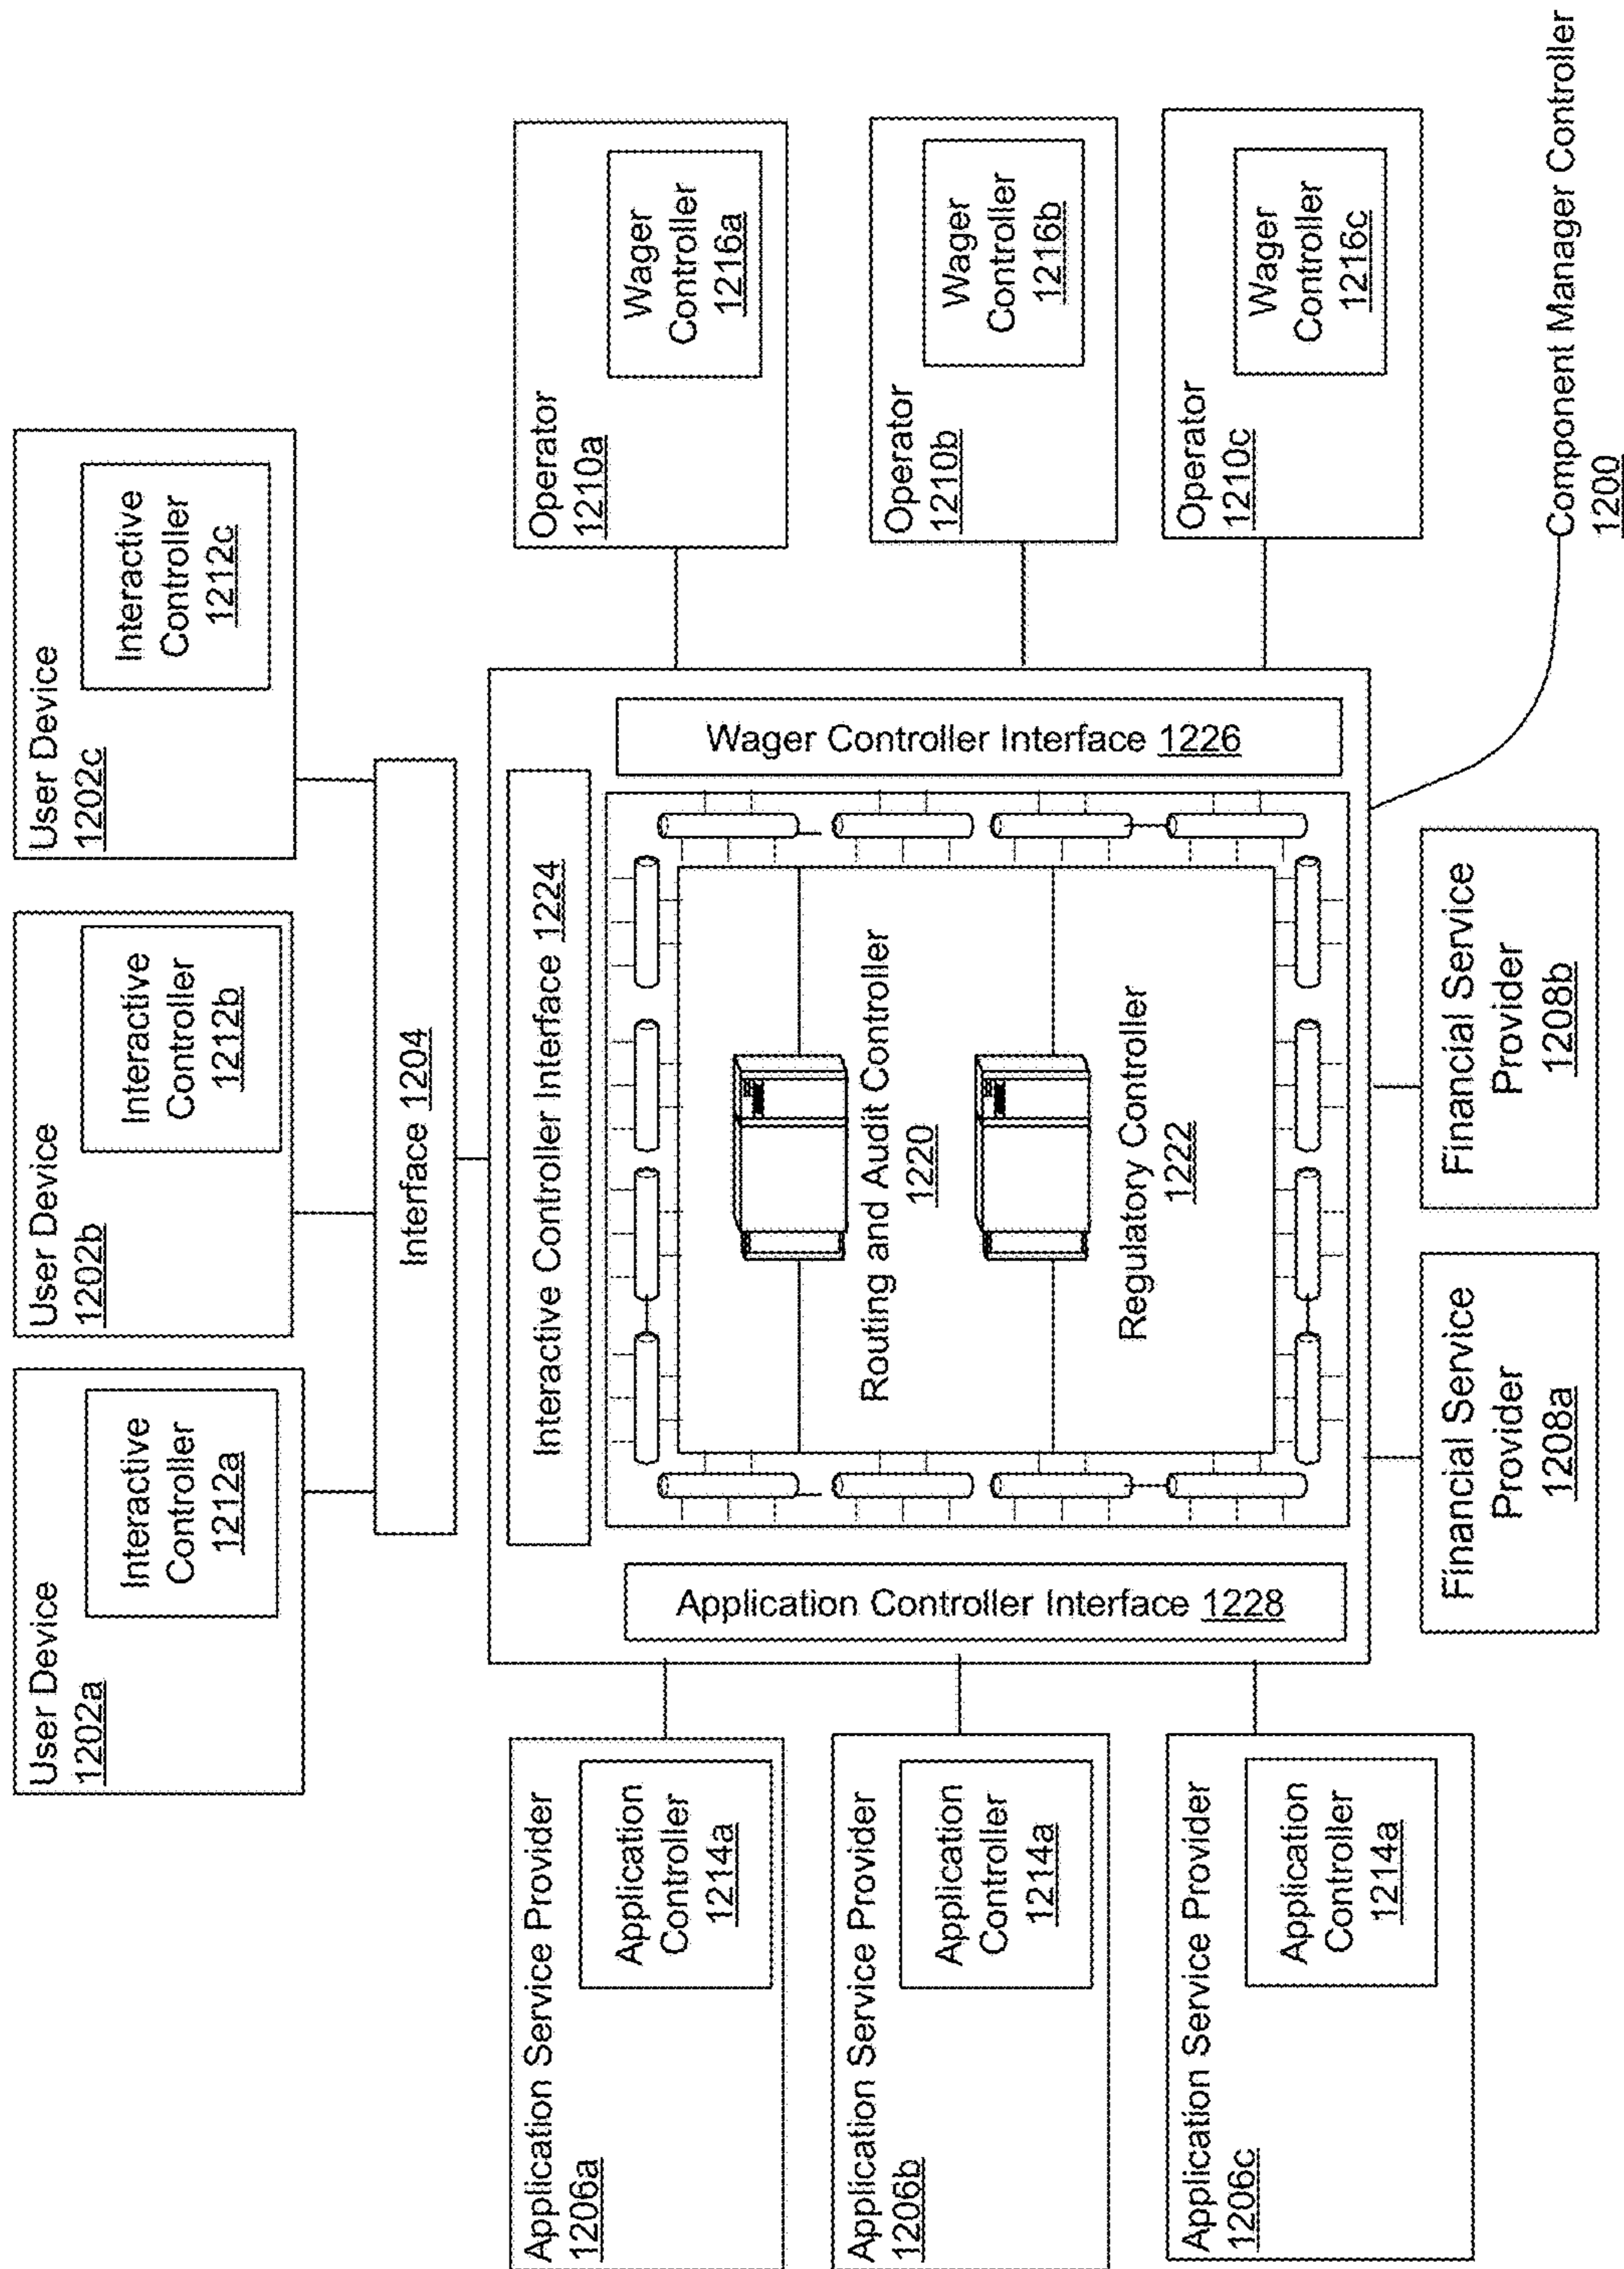 User Device
1202a
Interactive
Controller
1212a
User Device
1202b
Interactive
Controller
1212b
User Device
1202c
Interactive
Controller
1212c
Interface 1204
Application Service Provider
1206a
Application
Controller
1214a
Application Service Provider
1206b
Application
Controller
1214a
Application Service Provider
1206c
Application
Controller
1214a
Interactive Controller Interface 1224
Application Controller Interface 1228
Routing and Audit Controller
1220
Regulatory Controller
1222
Wager Controller Interface 1226
Operator
1210a
Wager
Controller
1216a
Operator
1210b
Wager
Controller
1216b
Operator
1210c
Wager
Controller
1216c
Financial Service
Provider
1208a
Financial Service
Provider
1208b
Component Manager Controller
1200